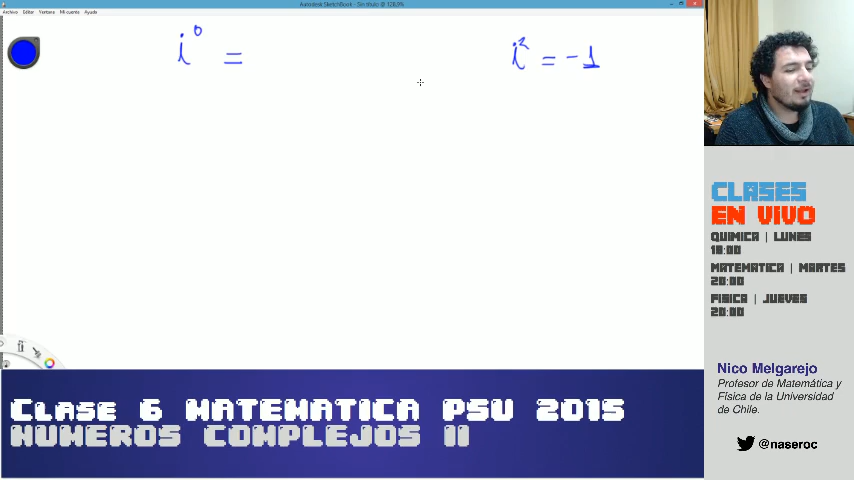 Autodesk SketchBook - Sin título @ 128,9%
Archivo Editar Ventana Mi cuenta Ayuda
i⁰ =
i² = -1
CLASES
EN VIVO
QUIMICA | LUNES
18:00
MATEMATICA | MARTES
20:00
FISICA | JUEVES
20:00
Nico Melgarejo
Profesor de Matemática y
Física de la Universidad
de Chile.
@naseroc
Clase 6 MATEMATICA PSU 2015
NUMEROS COMPLEJOS II